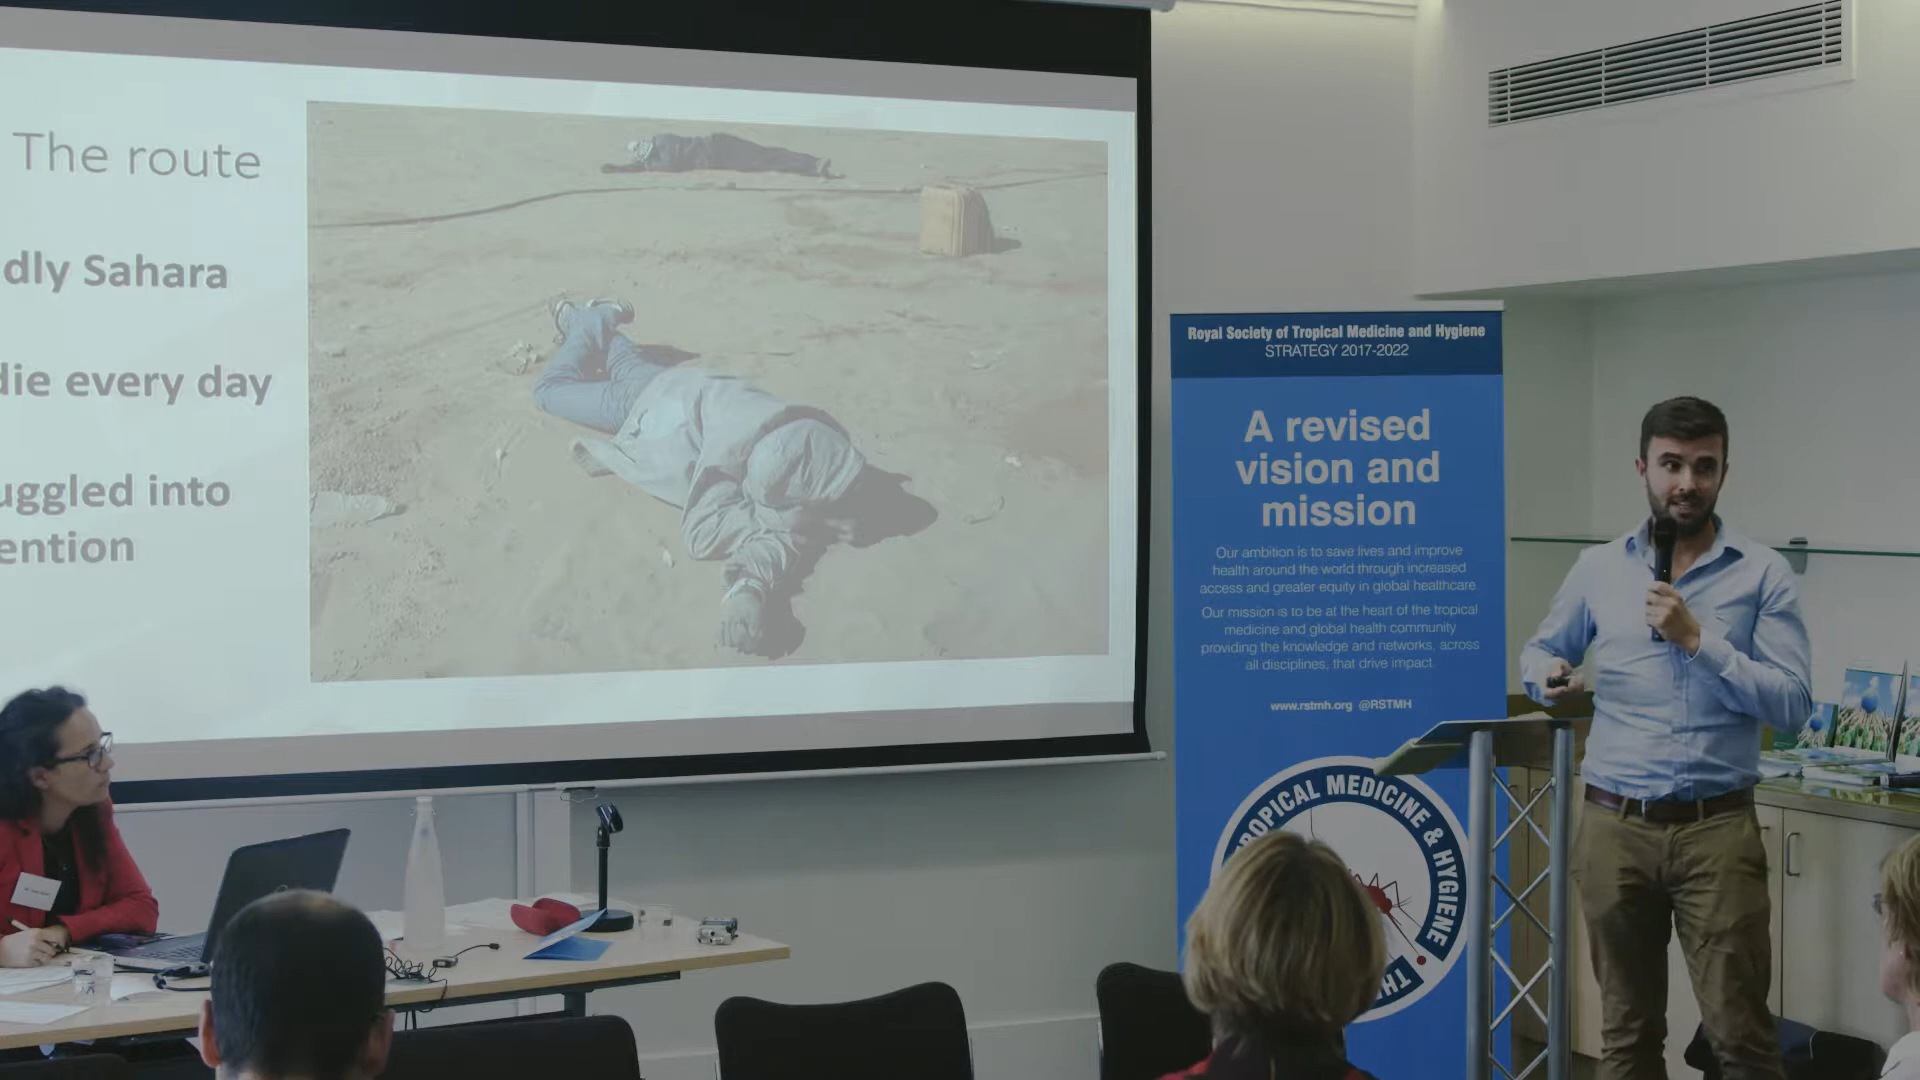 The route
dly Sahara
die every day
uggled into
ention
Royal Society of Tropical Medicine and Hygiene
STRATEGY 2017-2022
A revised
vision and
mission
Our ambition is to save lives and improve
health around the world through increased
access and greater equity in global healthcare
Our mission is to be at the heart of the tropical
medicine and global health community
providing the knowledge and networks, across
all disciplines, that drive impact
www.rstmh.org @RSTMH
TROPICAL MEDICINE & HYGIENE